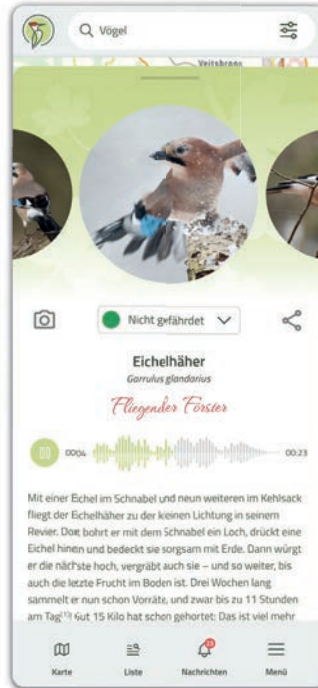 Vögel
Veitsbronn
Nicht gefährdet
Eichelhäher
Garrulus glandarius
Fliegender Förster
0004
00:23
Mit einer Eichel im Schnabel und neun weiteren im Kehlsack
fliegt der Eichelhäher zu der kleinen Lichtung in seinem
Revier. Dort bohrt er mit dem Schnabel ein Loch, drückt eine
Eichel hinein und bedeckt sie sorgsam mit Erde. Dann würgt
er die nächste hoch, vergräbt auch sie – und so weiter, bis
auch die letzte Frucht im Boden ist. Drei Wochen lang
sammelt er nun schon Vorräte, und zwar bis zu 11 Stunden
am Tag[1] Gut 15 Kilo hat schon gehortet: Das ist viel mehr
Karte
Liste
Nachrichten
Menü